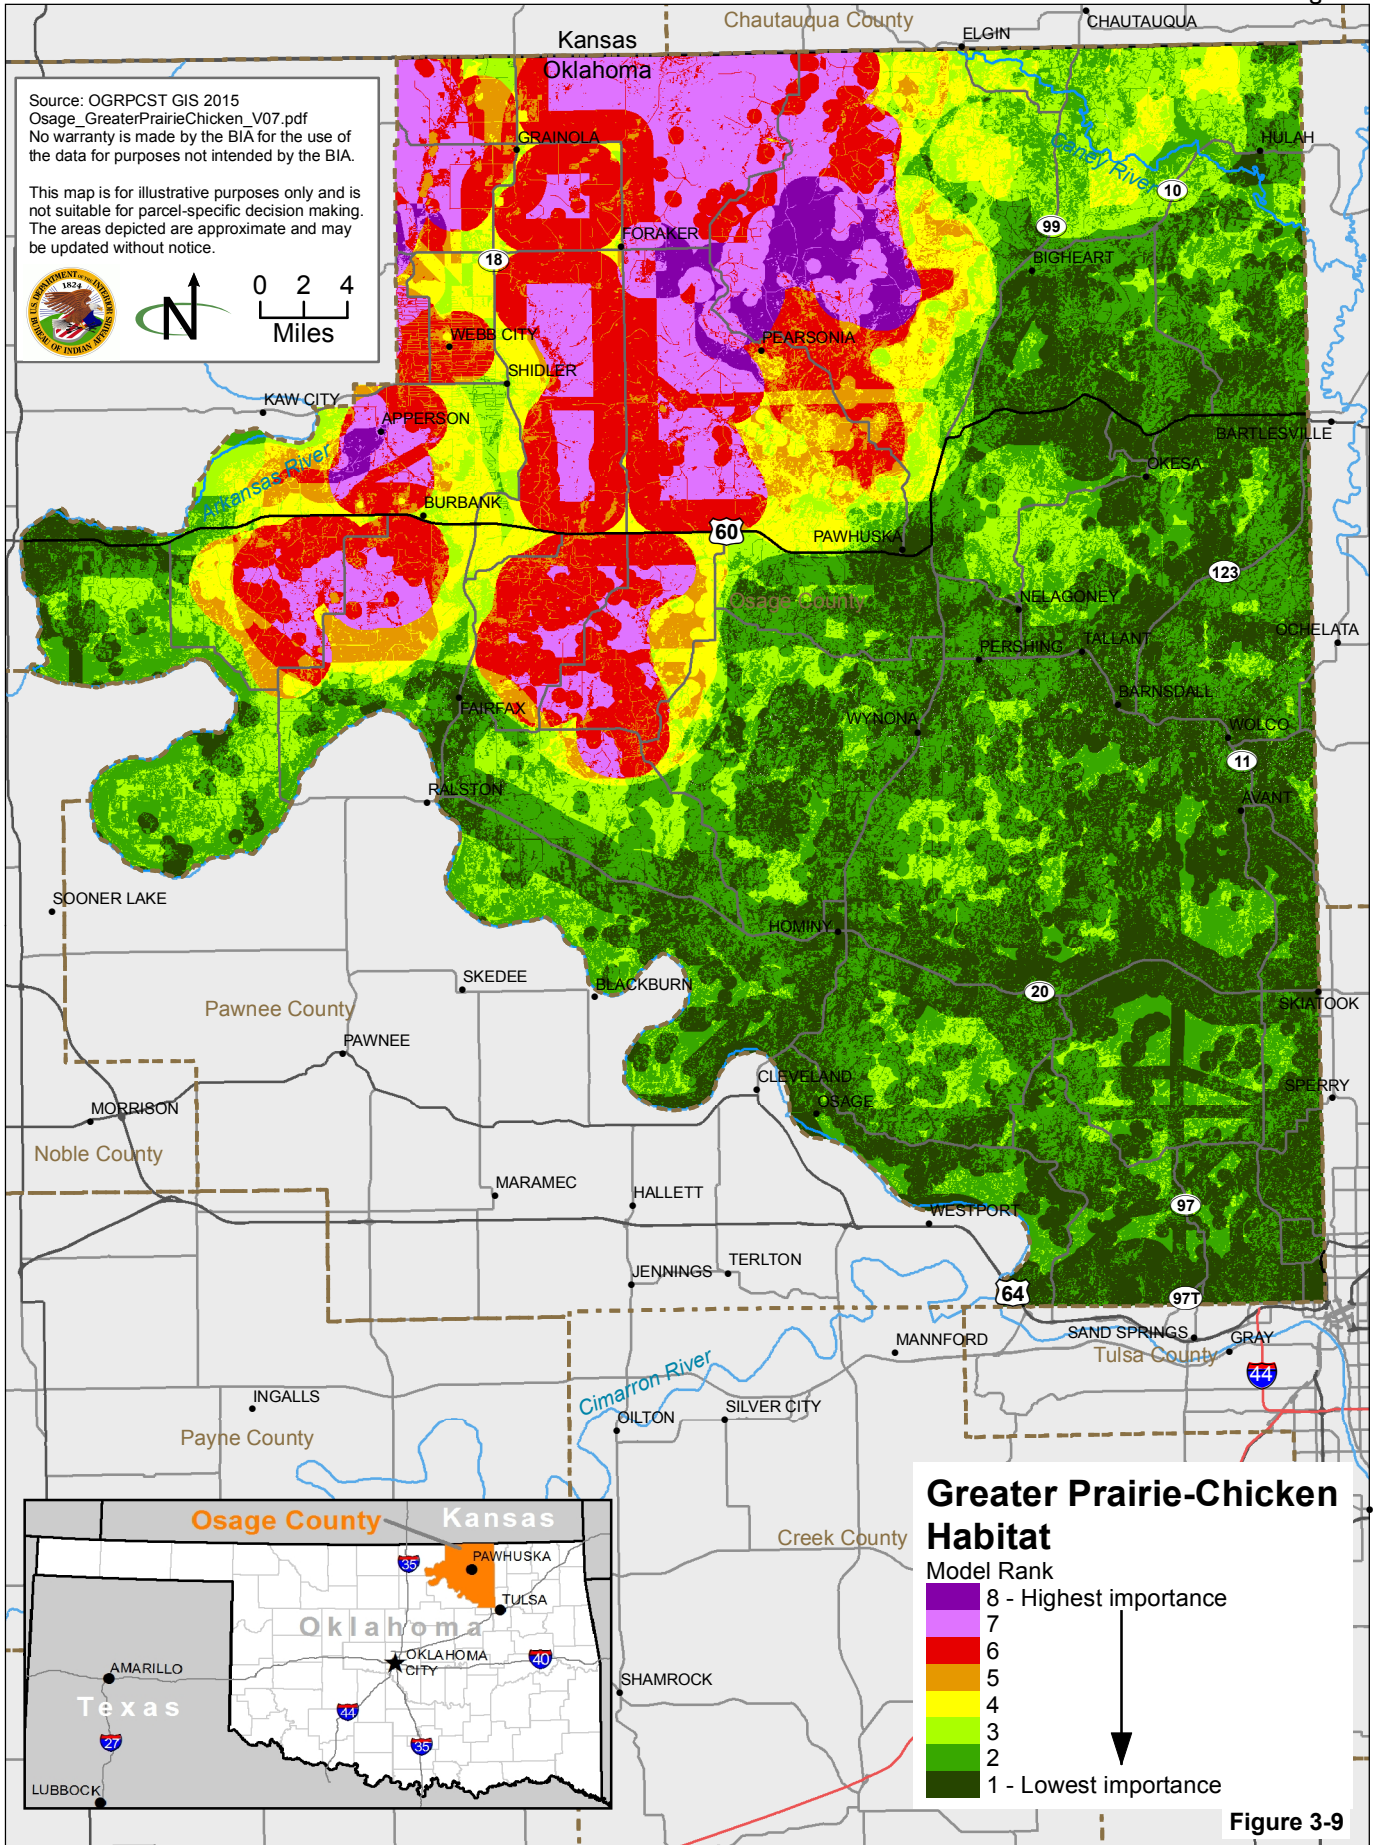 Chautauqua County
CHAUTAUQUA
ELGIN
Kansas
Oklahoma
Source: OGRPCST GIS 2015
Osage_GreaterPrairieChicken_V07.pdf
No warranty is made by the BIA for the use of
the data for purposes not intended by the BIA.
This map is for illustrative purposes only and is
not suitable for parcel-specific decision making.
The areas depicted are approximate and may
be updated without notice.
U.S. DEPARTMENT OF THE INTERIOR
1824
BUREAU OF INDIAN AFFAIRS
N
0 2 4
Miles
GRAINOLA
HULAH
Caney River
10
99
FORAKER
18
BIGHEART
WEBB CITY
PEARSONIA
SHIDLER
KAW CITY
APPERSON
BARTLESVILLE
Arkansas River
OKESA
BURBANK
60
PAWHUSKA
123
Osage County
NELAGONEY
OCHELATA
TALLANT
PERSHING
BARNSDALL
FAIRFAX
WYNONA
WOLCO
11
RALSTON
AVANT
SOONER LAKE
HOMINY
SKEDEE
BLACKBURN
20
SKIATOOK
Pawnee County
PAWNEE
CLEVELAND
SPERRY
OSAGE
MORRISON
Noble County
MARAMEC
HALLETT
97
WESTPORT
TERLTON
JENNINGS
64
97T
MANNFORD
SAND SPRINGS
GRAY
Tulsa County
44
Cimarron River
INGALLS
OILTON
SILVER CITY
Payne County
Creek County
SHAMROCK
Osage County
Kansas
35
PAWHUSKA
TULSA
Oklahoma
OKLAHOMA
CITY
40
AMARILLO
Texas
44
27
35
LUBBOCK
Greater Prairie-Chicken
Habitat
Model Rank
8 - Highest importance
7
6
5
4
3
2
1 - Lowest importance
Figure 3-9